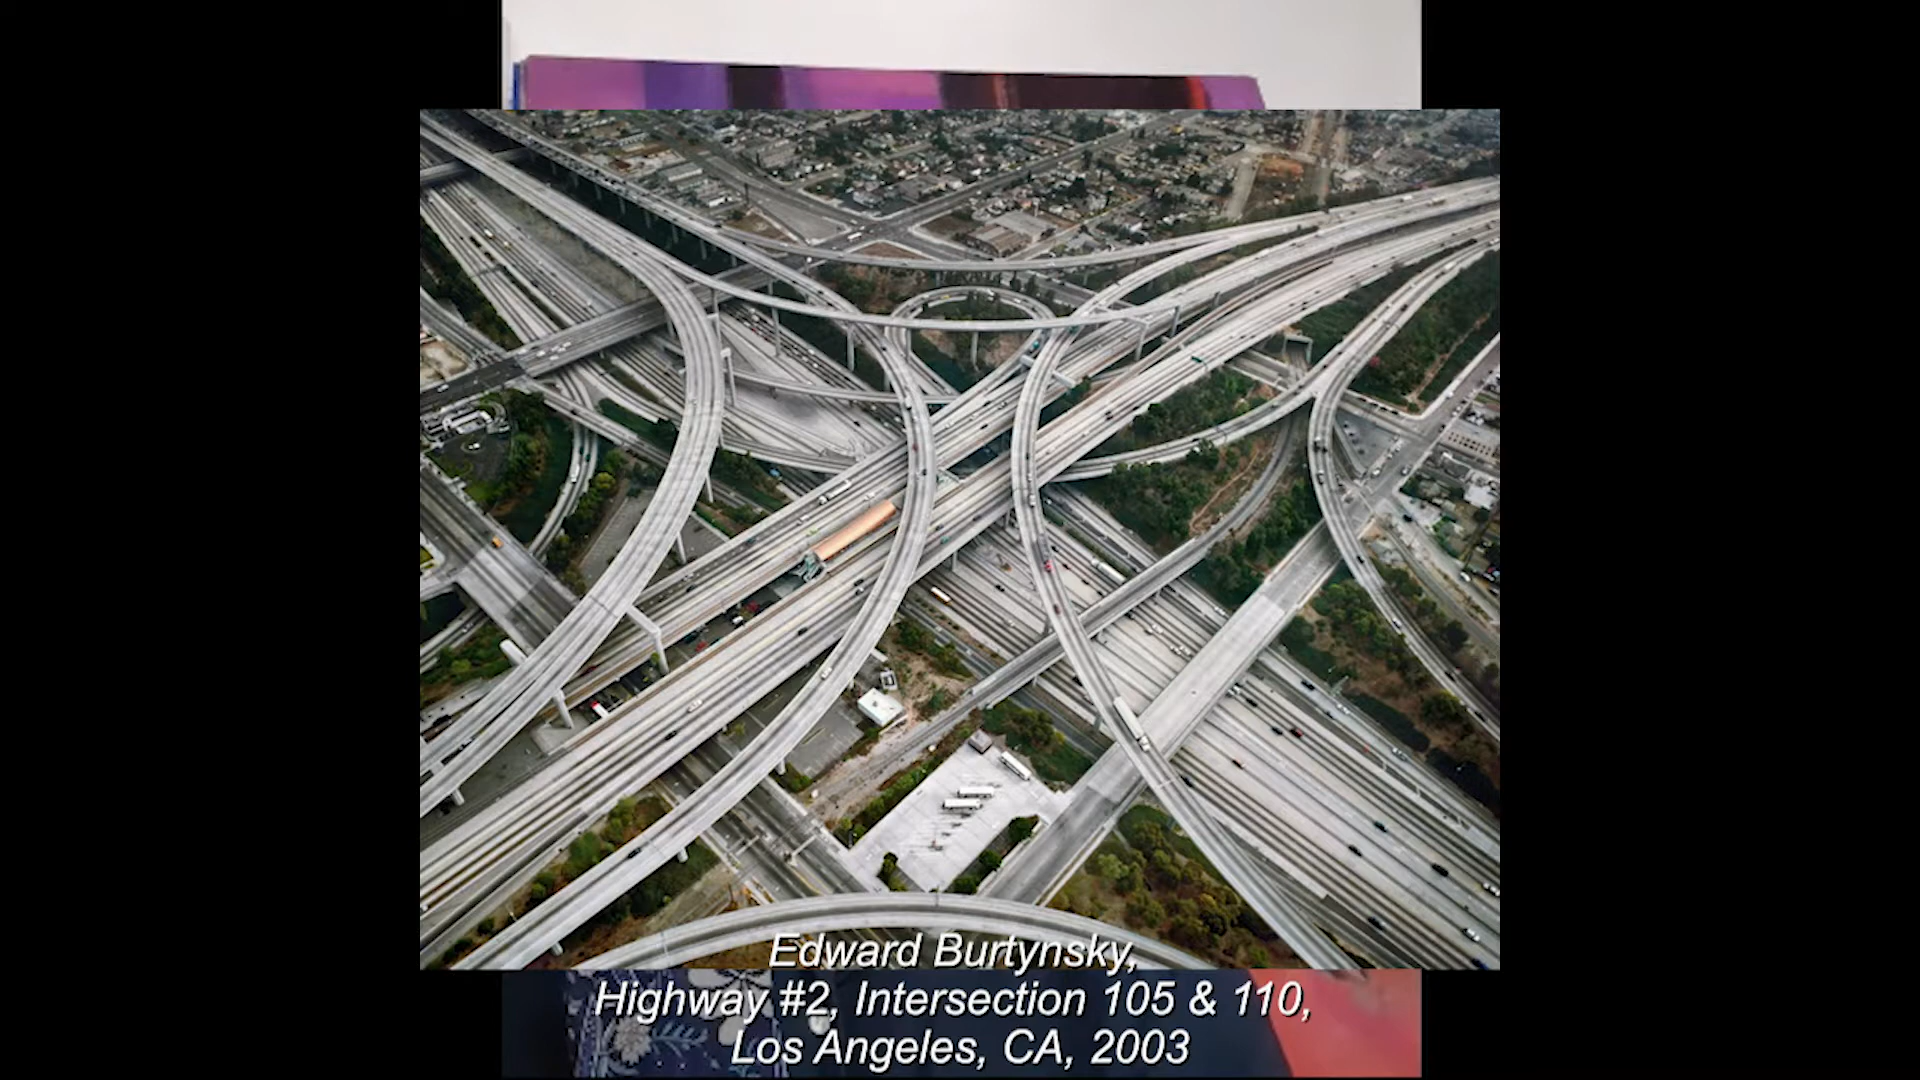 Edward Burtynsky,
Highway #2, Intersection 105 & 110,
Los Angeles, CA, 2003